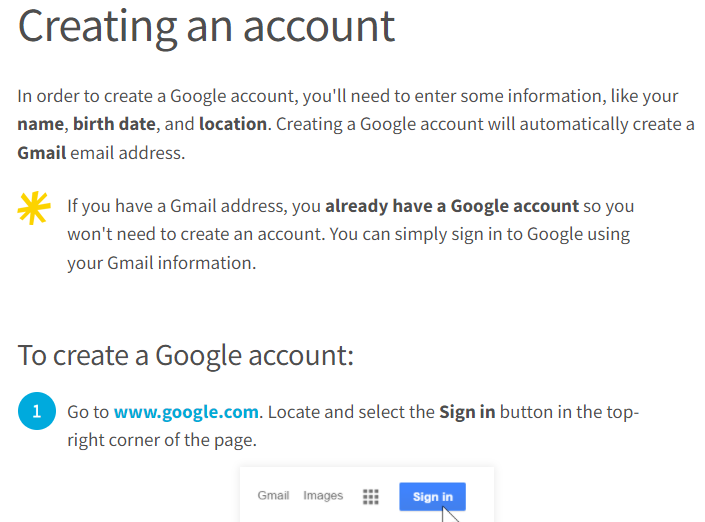 Creating an account
In order to create a Google account, you'll need to enter some information, like your
name, birth date, and location. Creating a Google account will automatically create a
Gmail email address.
If you have a Gmail address, you already have a Google account so you
won't need to create an account. You can simply sign in to Google using
your Gmail information.
To create a Google account:
1 Go to www.google.com. Locate and select the Sign in button in the top-
right corner of the page.
Gmail Images Sign in